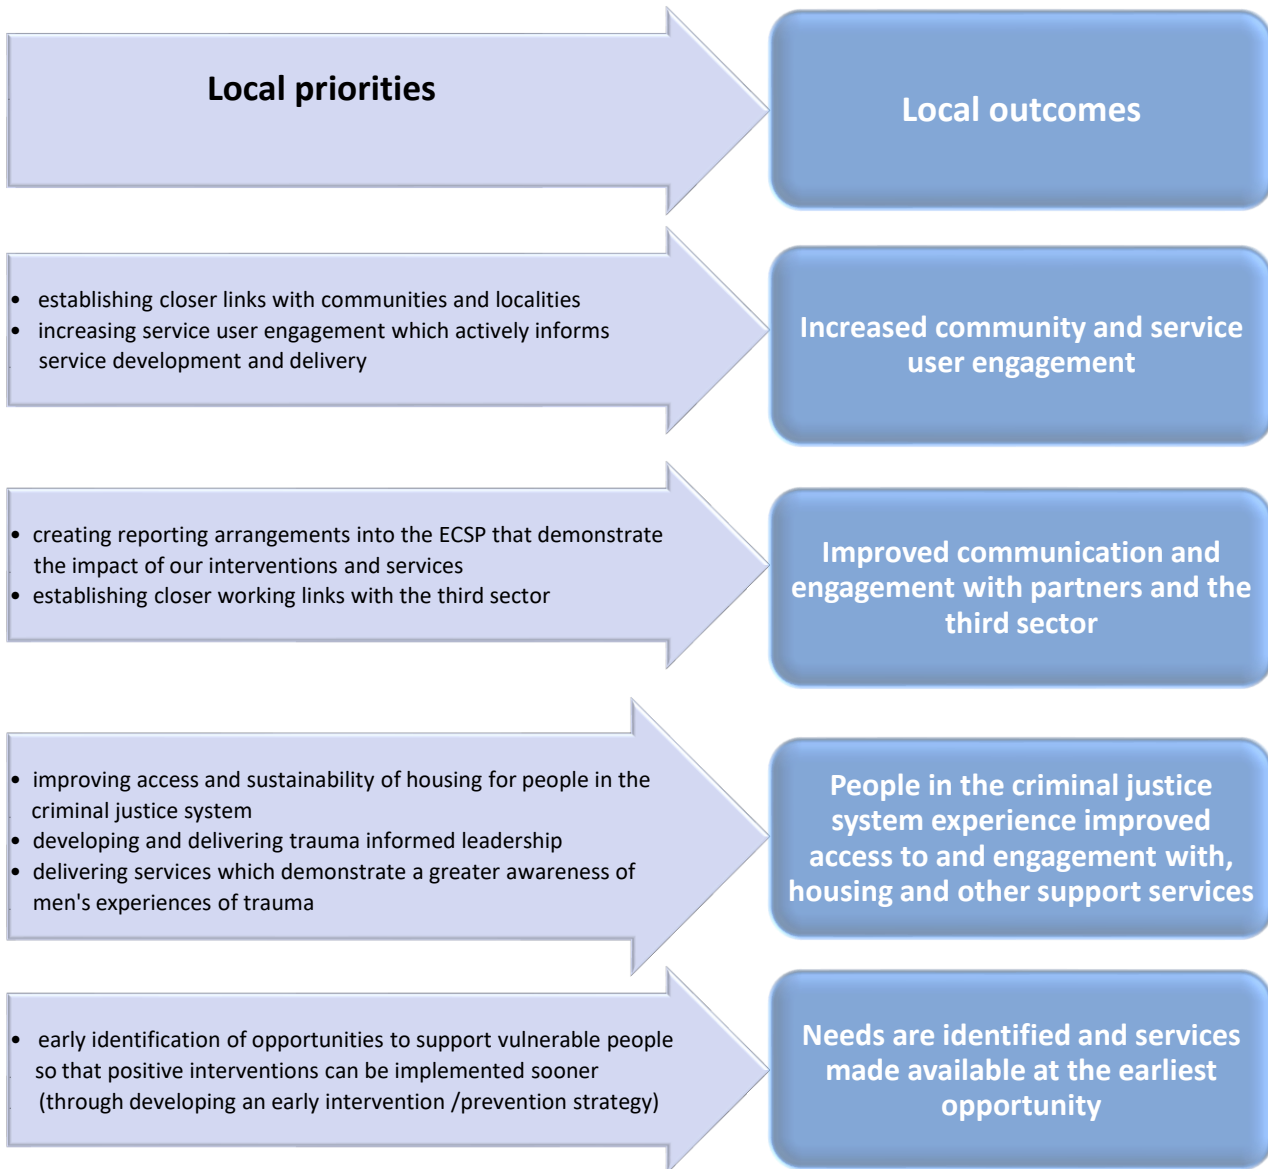 Local priorities
Local outcomes
• establishing closer links with communities and localities
• increasing service user engagement which actively informs
service development and delivery
Increased community and service
user engagement
• creating reporting arrangements into the ECSP that demonstrate
the impact of our interventions and services
• establishing closer working links with the third sector
Improved communication and
engagement with partners and the
third sector
• improving access and sustainability of housing for people in the
criminal justice system
• developing and delivering trauma informed leadership
• delivering services which demonstrate a greater awareness of
men's experiences of trauma
People in the criminal justice
system experience improved
access to and engagement with,
housing and other support services
• early identification of opportunities to support vulnerable people
so that positive interventions can be implemented sooner
(through developing an early intervention /prevention strategy)
Needs are identified and services
made available at the earliest
opportunity